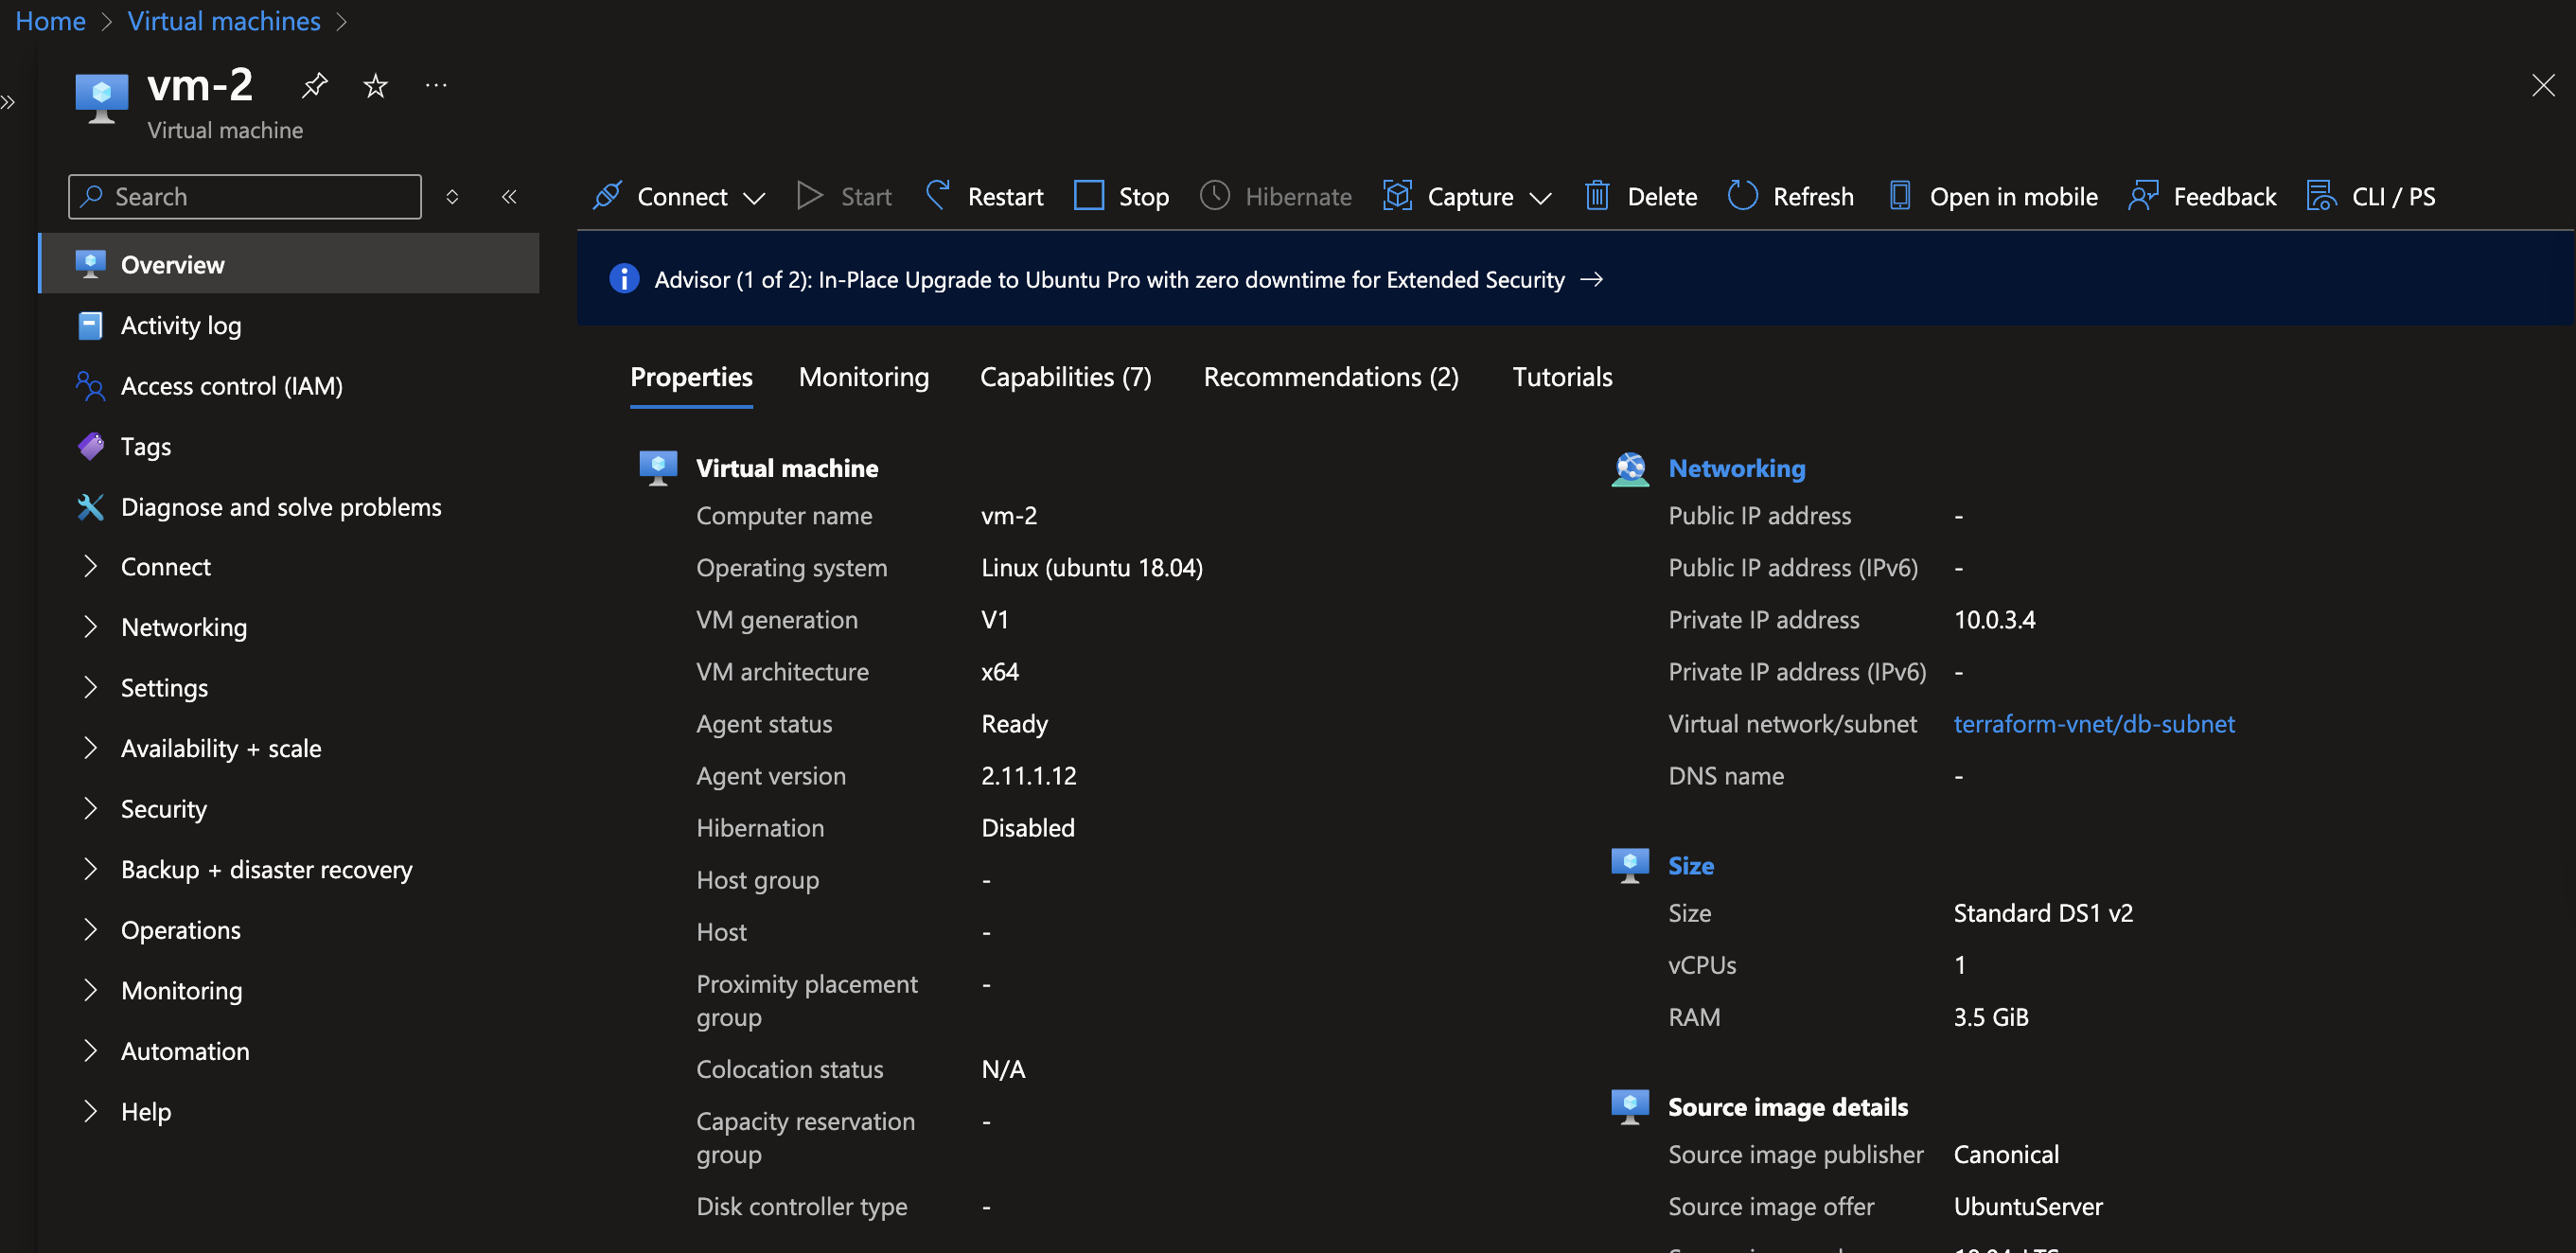 Home > Virtual machines >
vm-2
Virtual machine
Search
Connect Start Restart Stop Hibernate Capture Delete Refresh Open in mobile Feedback CLI / PS
Overview
Activity log
Access control (IAM)
Tags
Diagnose and solve problems
Connect
Networking
Settings
Availability + scale
Security
Backup + disaster recovery
Operations
Monitoring
Automation
Help
Advisor (1 of 2): In-Place Upgrade to Ubuntu Pro with zero downtime for Extended Security →
Properties Monitoring Capabilities (7) Recommendations (2) Tutorials
Virtual machine
Computer name vm-2
Operating system Linux (ubuntu 18.04)
VM generation V1
VM architecture x64
Agent status Ready
Agent version 2.11.1.12
Hibernation Disabled
Host group -
Host -
Proximity placement -
group
Colocation status N/A
Capacity reservation -
group
Disk controller type -
Networking
Public IP address -
Public IP address (IPv6) -
Private IP address 10.0.3.4
Private IP address (IPv6) -
Virtual network/subnet terraform-vnet/db-subnet
DNS name -
Size
Size Standard DS1 v2
vCPUs 1
RAM 3.5 GiB
Source image details
Source image publisher Canonical
Source image offer UbuntuServer